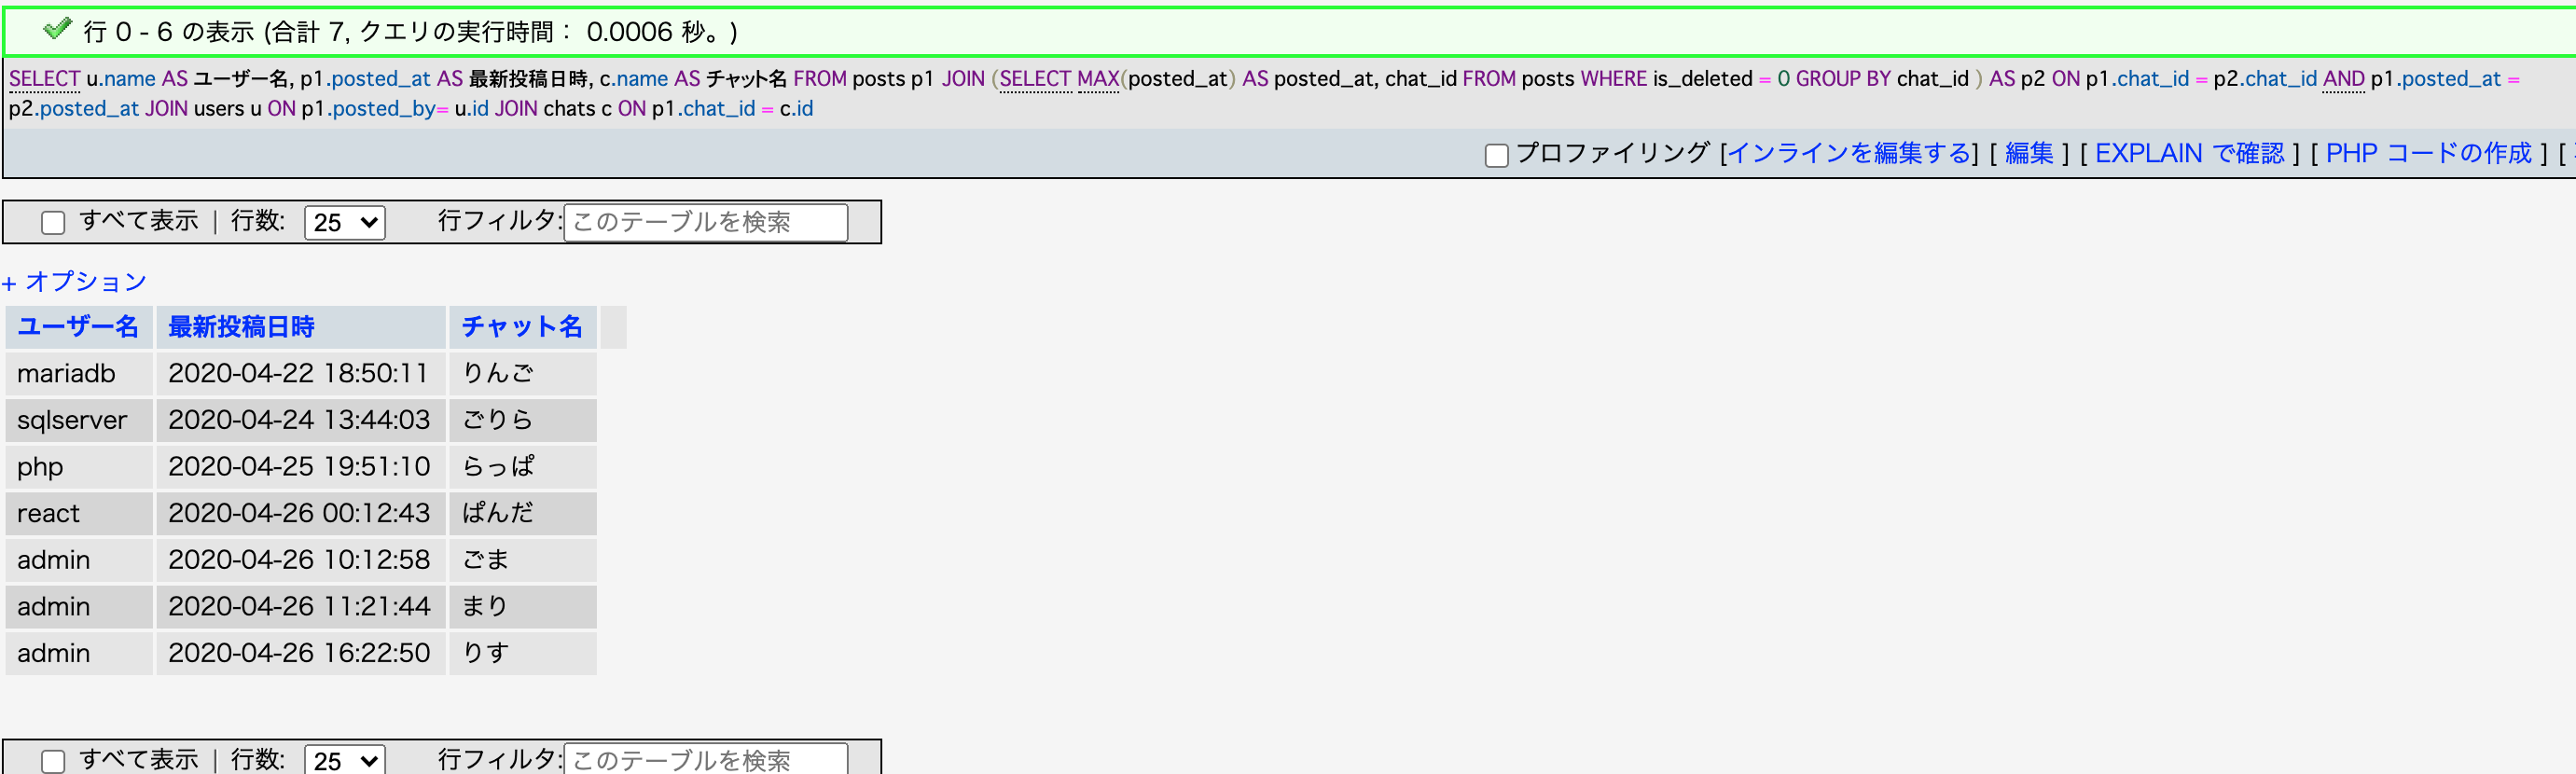 行 0 - 6 の表示 (合計 7, クエリの実行時間： 0.0006 秒。)
SELECT u.name AS ユーザー名, p1.posted_at AS 最新投稿日時, c.name AS チャット名 FROM posts p1 JOIN (SELECT MAX(posted_at) AS posted_at, chat_id FROM posts WHERE is_deleted = 0 GROUP BY chat_id ) AS p2 ON p1.chat_id = p2.chat_id AND p1.posted_at =
p2.posted_at JOIN users u ON p1.posted_by= u.id JOIN chats c ON p1.chat_id = c.id
プロファイリング [インラインを編集する] [ 編集 ] [ EXPLAIN で確認 ] [ PHP コードの作成 ] [
すべて表示 | 行数: 25 行フィルタ: このテーブルを検索
+ オプション
ユーザー名 最新投稿日時 チャット名
mariadb 2020-04-22 18:50:11 りんご
sqlserver 2020-04-24 13:44:03 ごりら
php 2020-04-25 19:51:10 らっぱ
react 2020-04-26 00:12:43 ぱんだ
admin 2020-04-26 10:12:58 ごま
admin 2020-04-26 11:21:44 まり
admin 2020-04-26 16:22:50 りす
すべて表示 | 行数: 25 行フィルタ: このテーブルを検索